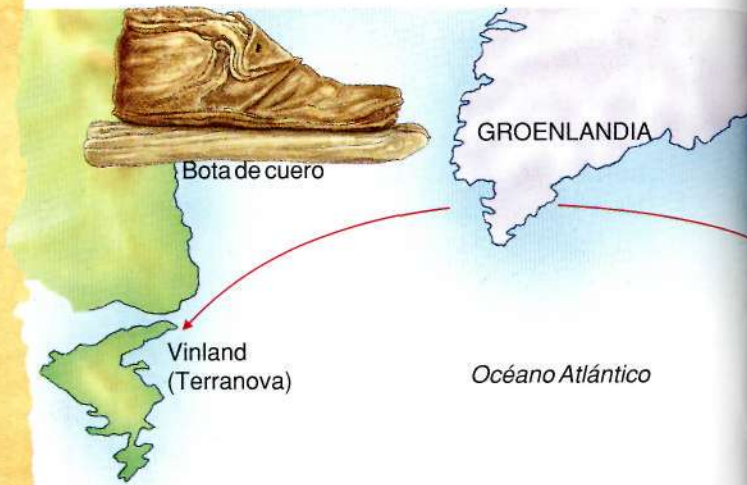 GROENLANDIA
Bota de cuero
Vinland
(Terranova)
Océano Atlántico